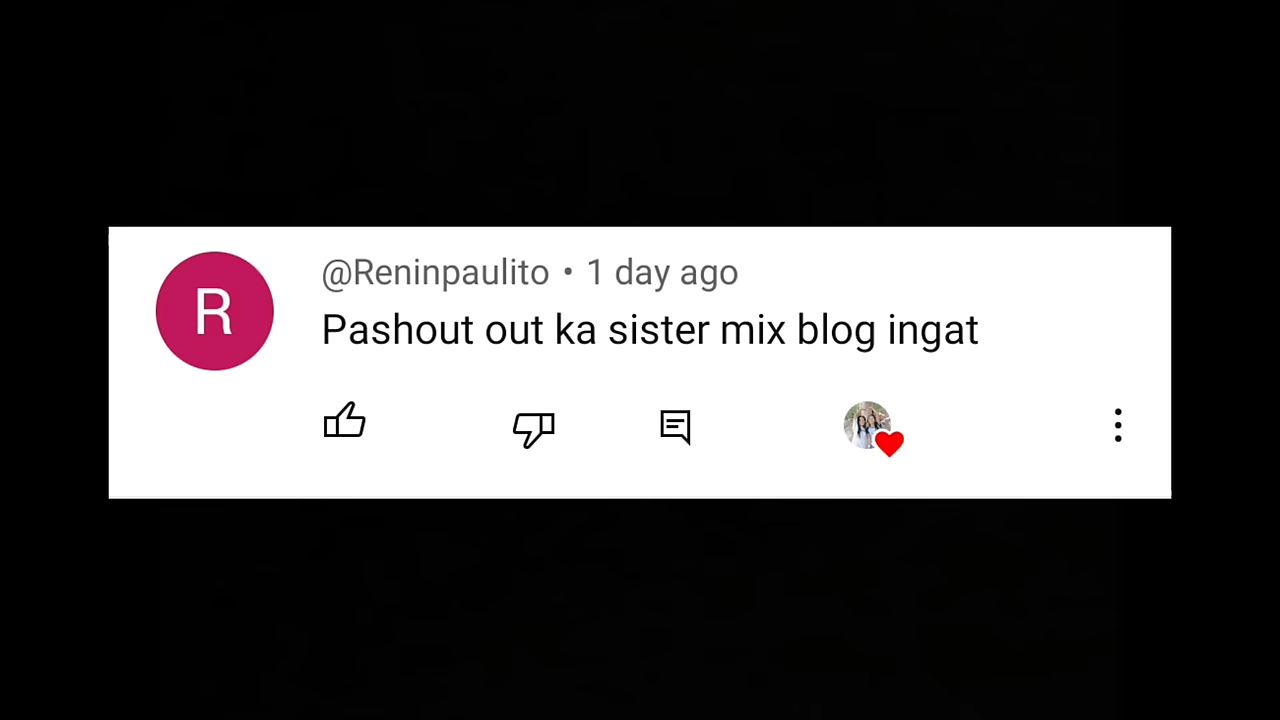 R
@Reninpaulito • 1 day ago
Pashout out ka sister mix blog ingat